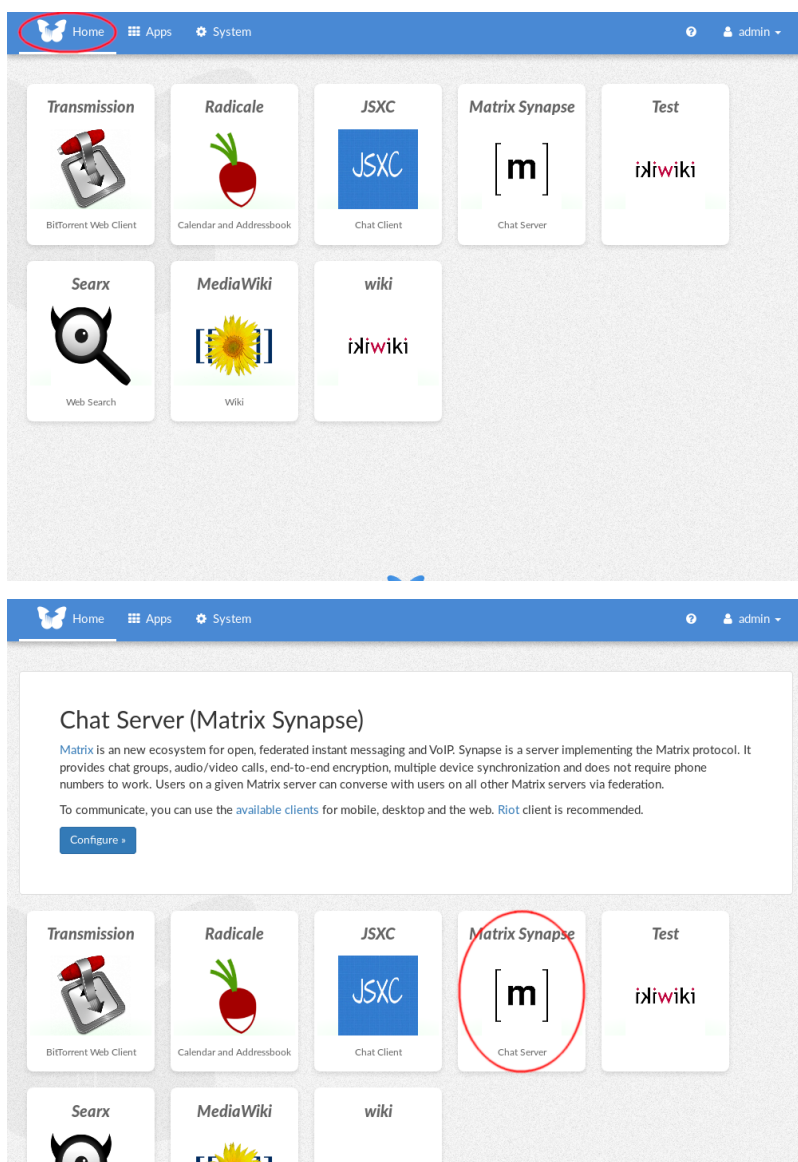 Home Apps System ? admin
Transmission Radicale JSXC Matrix Synapse Test
JSXC [m] ikiwiki
BitTorrent Web Client Calendar and Addressbook Chat Client Chat Server
Searx MediaWiki wiki
[[ ]] ikiwiki
Web Search Wiki
Home Apps System ? admin
Chat Server (Matrix Synapse)
Matrix is an new ecosystem for open, federated instant messaging and VoIP. Synapse is a server implementing the Matrix protocol. It
provides chat groups, audio/video calls, end-to-end encryption, multiple device synchronization and does not require phone
numbers to work. Users on a given Matrix server can converse with users on all other Matrix servers via federation.
To communicate, you can use the available clients for mobile, desktop and the web. Riot client is recommended.
Configure »
Transmission Radicale JSXC Matrix Synapse Test
JSXC [m] ikiwiki
BitTorrent Web Client Calendar and Addressbook Chat Client Chat Server
Searx MediaWiki wiki